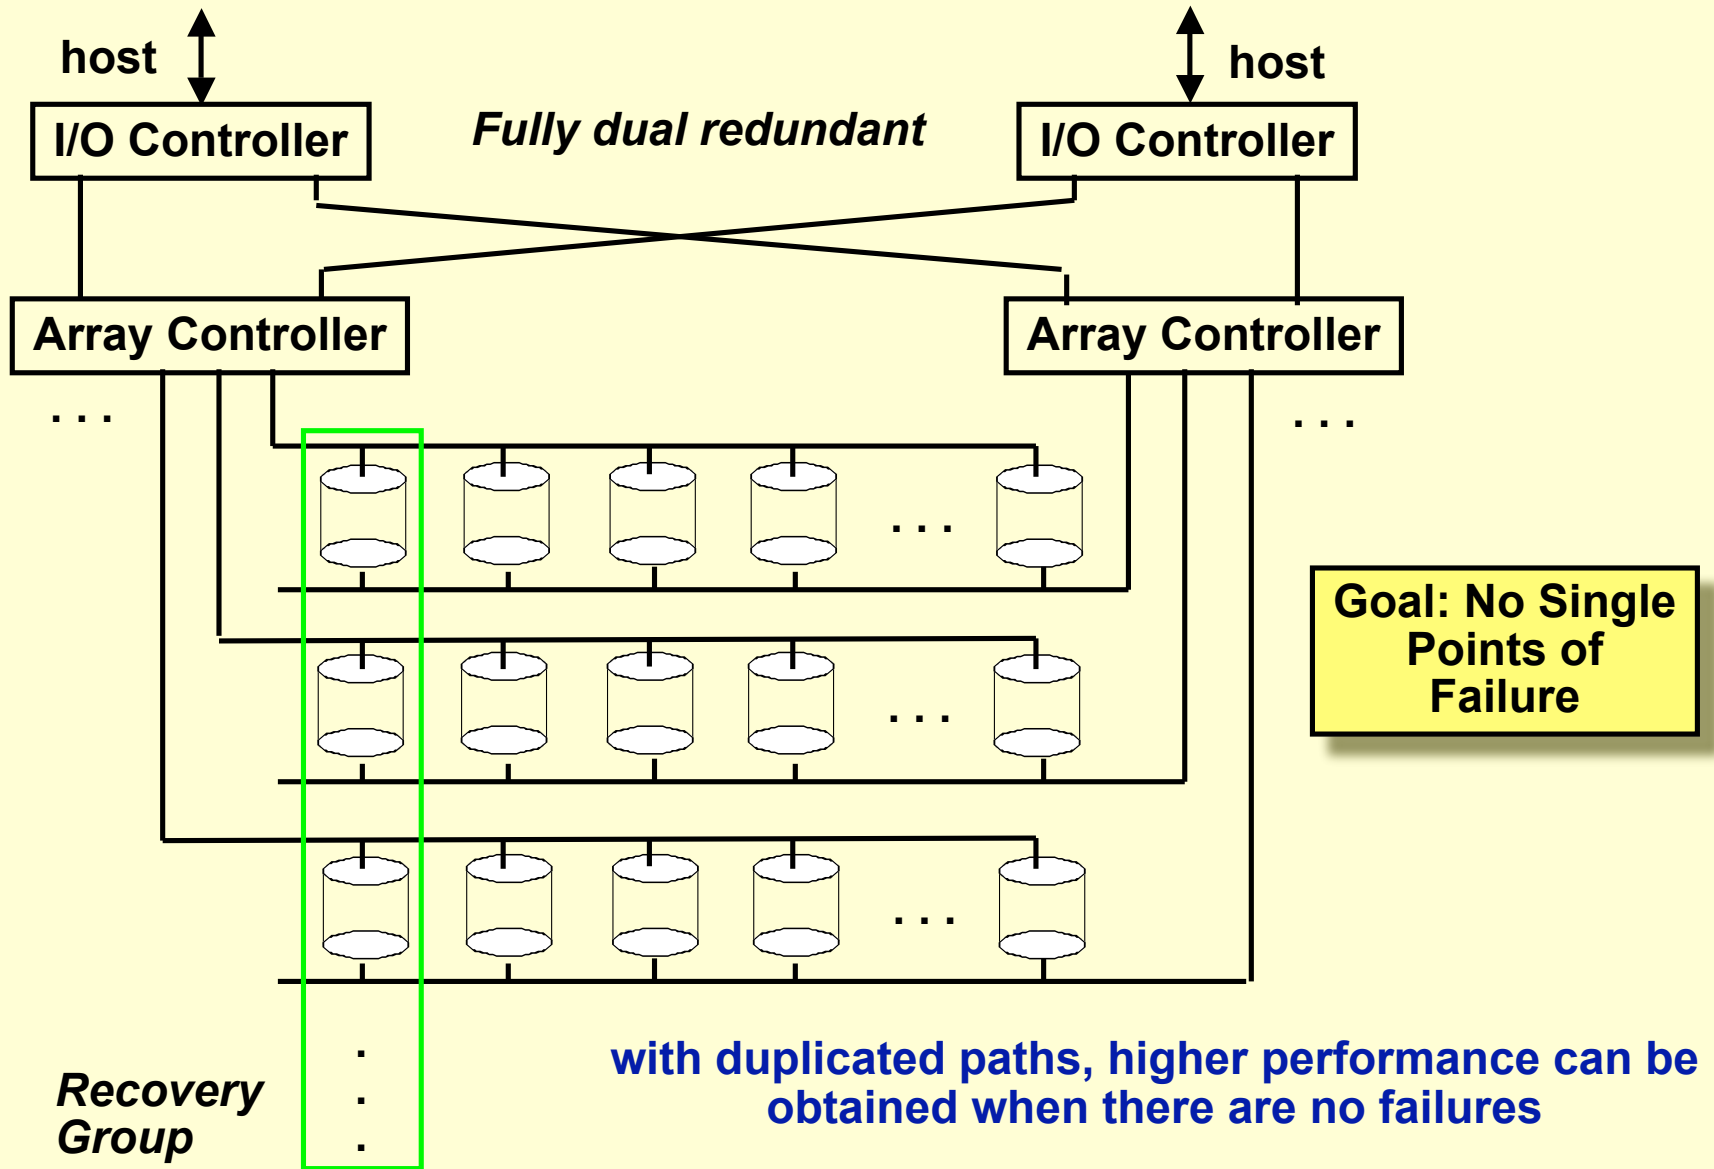 host
host
I/O Controller
Fully dual redundant
I/O Controller
Array Controller
Array Controller
. . .
. . .
. . .
Goal: No Single
Points of
Failure
. . .
. . .
with duplicated paths, higher performance can be
obtained when there are no failures
Recovery
Group
.
.
.